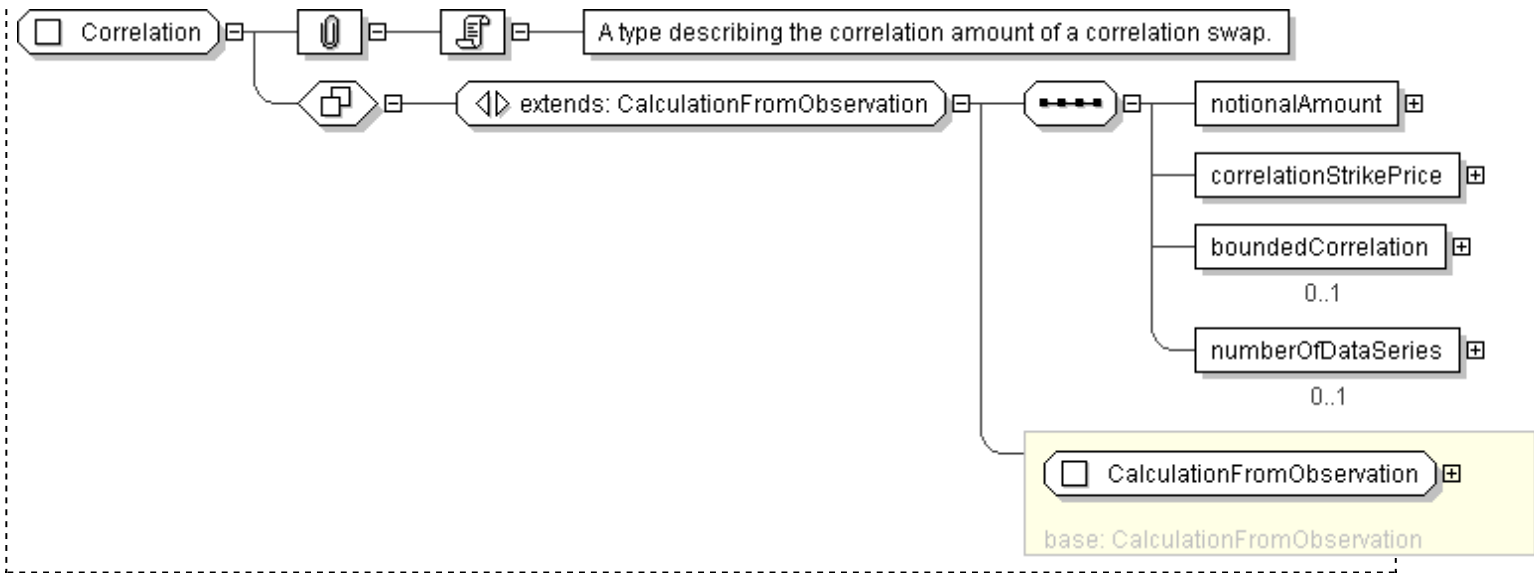 Correlation
A type describing the correlation amount of a correlation swap.
extends: CalculationFromObservation
notionalAmount
correlationStrikePrice
boundedCorrelation
0..1
numberOfDataSeries
0..1
CalculationFromObservation
base: CalculationFromObservation